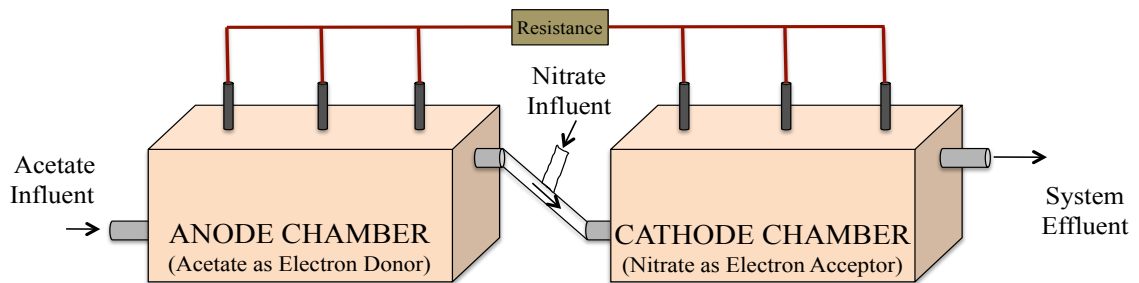 Resistance
Nitrate
Influent
Acetate
Influent
ANODE CHAMBER
(Acetate as Electron Donor)
CATHODE CHAMBER
(Nitrate as Electron Acceptor)
System
Effluent